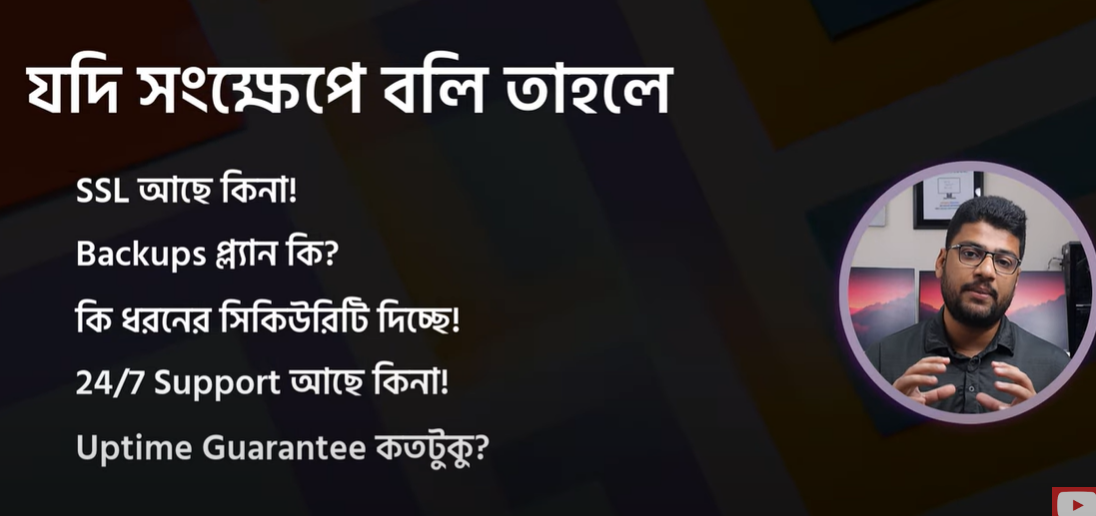 যদি সংক্ষেপে বলি তাহলে
SSL আছে কিনা!
Backups প্ল্যান কি?
কি ধরনের সিকিউরিটি দিচ্ছে!
24/7 Support আছে কিনা!
Uptime Guarantee কতটুকু?